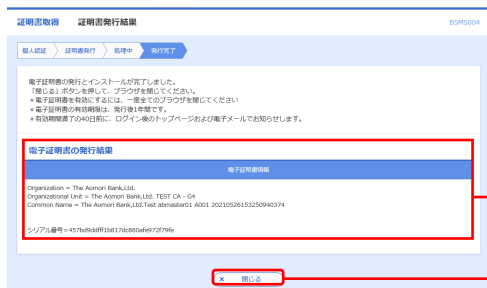 証明書取得 証明書発行結果 BSMS004
個人認証 証明書発行 処理中 発行完了
電子証明書の発行とインストールが完了しました。
「閉じる」ボタンを押して、ブラウザを閉じてください。
＊電子証明書を有効にするには、一度全てのブラウザを閉じてください
＊電子証明書の有効期限は、発行後1年間です。
＊有効期間満了の40日前に、ログイン後のトップページおよび電子メールでお知らせします。
電子証明書の発行結果
電子証明書情報
Organization = The Aomori Bank,Ltd.
Organizational Unit = The Aomori Bank,Ltd. TEST CA - G4
Common Name = The Aomori Bank,Ltd.Test abmaster01 A001 20210526153250940374
シリアル番号=457bd9ddfff1b817dc860afe972f79fe
× 閉じる